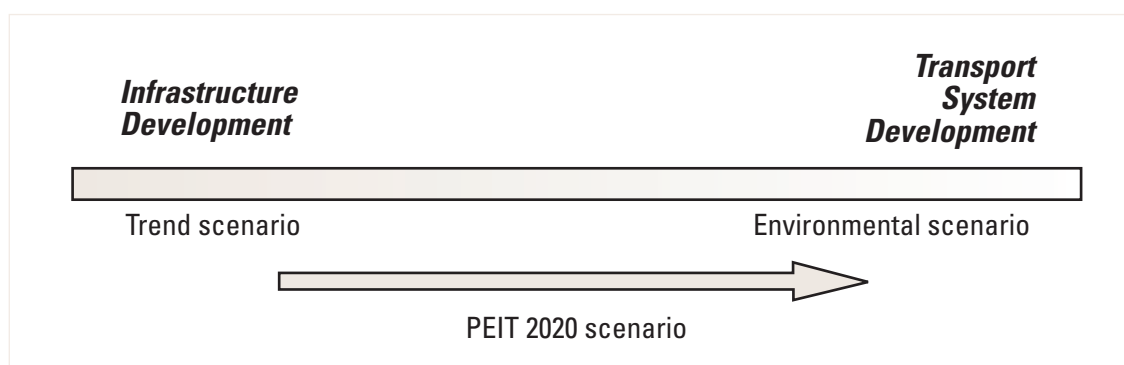 Infrastructure
Development
Transport
System
Development
Trend scenario
Environmental scenario
PEIT 2020 scenario